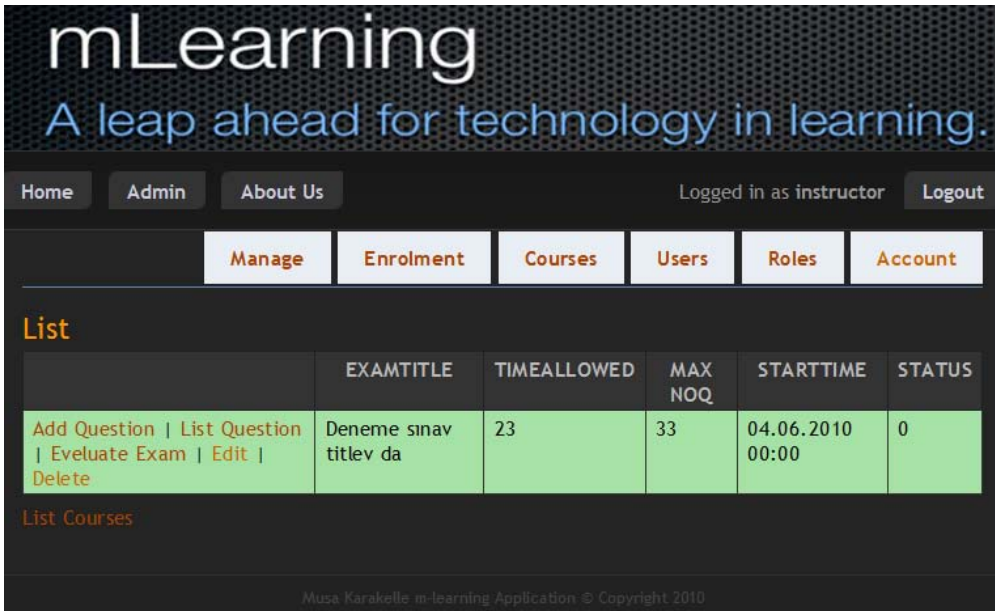 mLearning
A leap ahead for technology in learning.
Home Admin About Us Logged in as instructor Logout
Manage Enrolment Courses Users Roles Account
List
EXAMTITLE TIMEALLOWED MAX NOQ STARTTIME STATUS
Add Question | List Question | Eveluate Exam | Edit | Delete
Deneme sınav titlev da
23
33
04.06.2010 00:00
0
List Courses
Musa Karakelle m-learning Application © Copyright 2010